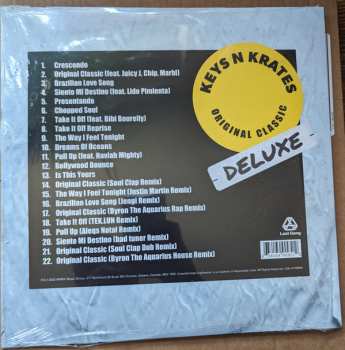 KEYS N KRATES
ORIGINAL CLASSIC
DELUXE
1. Crescendo
2. Original Classic (feat. Juicy J, Chip, Marbl)
3. Brazilian Love Song
4. Siento Mi Destino (feat. Lido Pimienta)
5. Presentando
6. Chopped Soul
7. Take It Off (feat. Bibi Bourelly)
8. Take It Off Reprise
9. The Way I Feel Tonight
10. Dreams Of Oceans
11. Pull Up (feat. Haviah Mighty)
12. Bollywood Bounce
13. Is This Yours
14. Original Classic (Soul Clap Remix)
15. The Way I Feel Tonight (Justin Martin Remix)
16. Brazilian Love Song (Jengi Remix)
17. Original Classic (Byron The Aquarius Rap Remix)
18. Take It Off (TEK.LUN Remix)
19. Pull Up (Aleqs Notal Remix)
20. Siento Mi Destino (bad tuner Remix)
21. Original Classic (Soul Clap Dub Remix)
22. Original Classic (Byron The Aquarius House Remix)
Last Gang